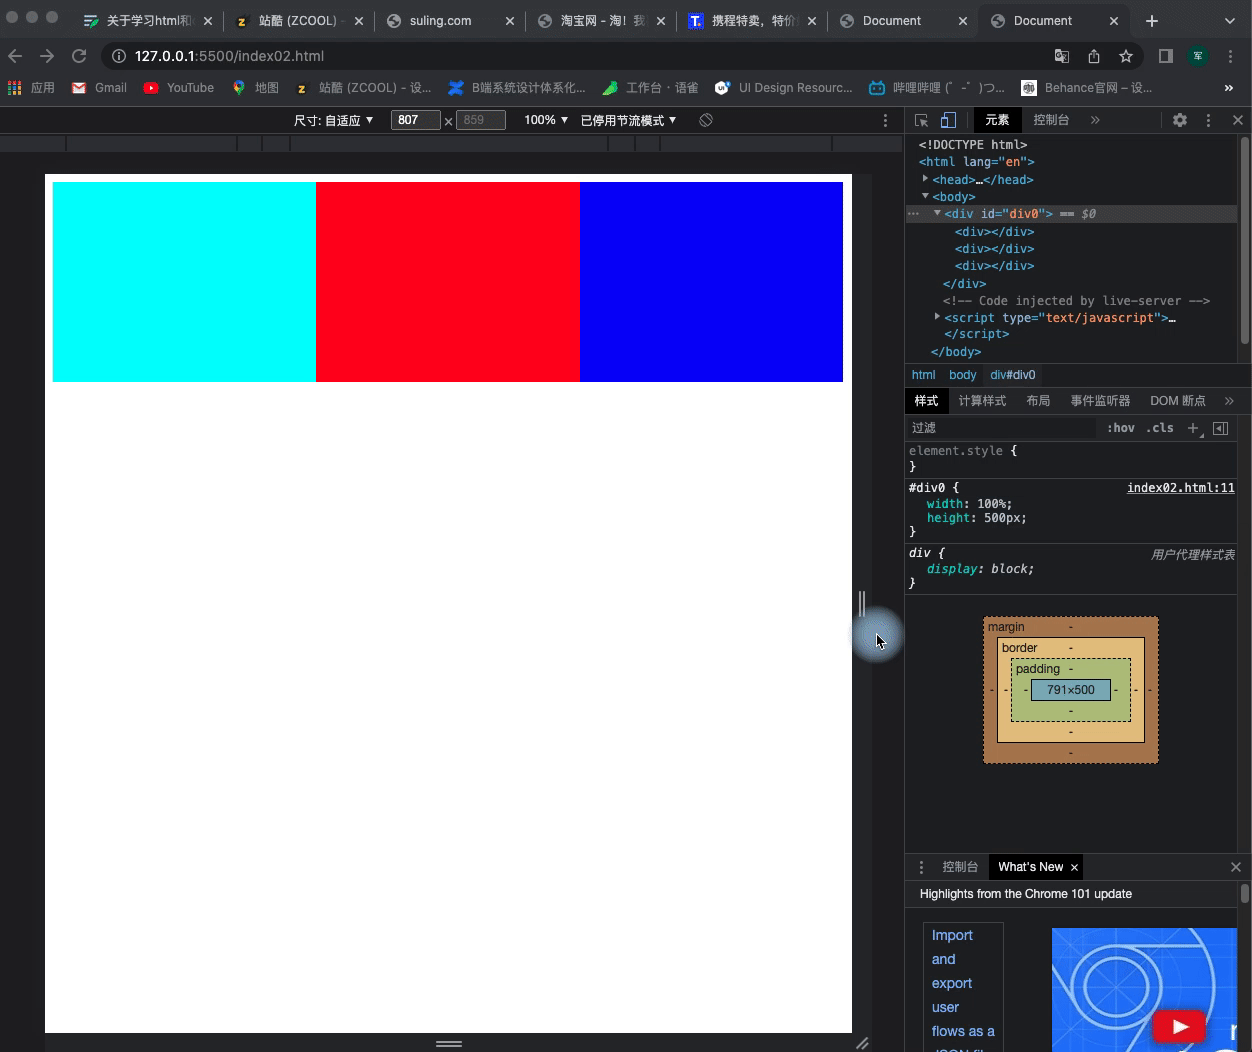 关于学习html和
站酷 (ZCOOL) -
suling.com
淘宝网 - 淘！我
携程特卖，特价
Document
Document
127.0.0.1:5500/index02.html
军
应用
Gmail
YouTube
地图
站酷 (ZCOOL) - 设...
B端系统设计体系化...
工作台 · 语雀
UI Design Resourc...
哔哩哔哩 (゜-゜)つ...
Behance官网 – 设...
»
尺寸: 自适应 ▼ 807 × 859 100% ▼ 已停用节流模式 ▼
元素 控制台 »
<!DOCTYPE html>
<html lang="en">
<head>…</head>
<body>
<div id="div0"> == $0
<div></div>
<div></div>
<div></div>
</div>
<!-- Code injected by live-server -->
<script type="text/javascript">…
</script>
</body>
html body div#div0
样式 计算样式 布局 事件监听器 DOM 断点 »
过滤 :hov .cls +
element.style {
}
#div0 { index02.html:11
width: 100%;
height: 500px;
}
div { 用户代理样式表
display: block;
}
margin -
border -
padding -
- - - 791×500 - - -
-
-
-
控制台 What's New ×
Highlights from the Chrome 101 update
Import
and
export
user
flows as a